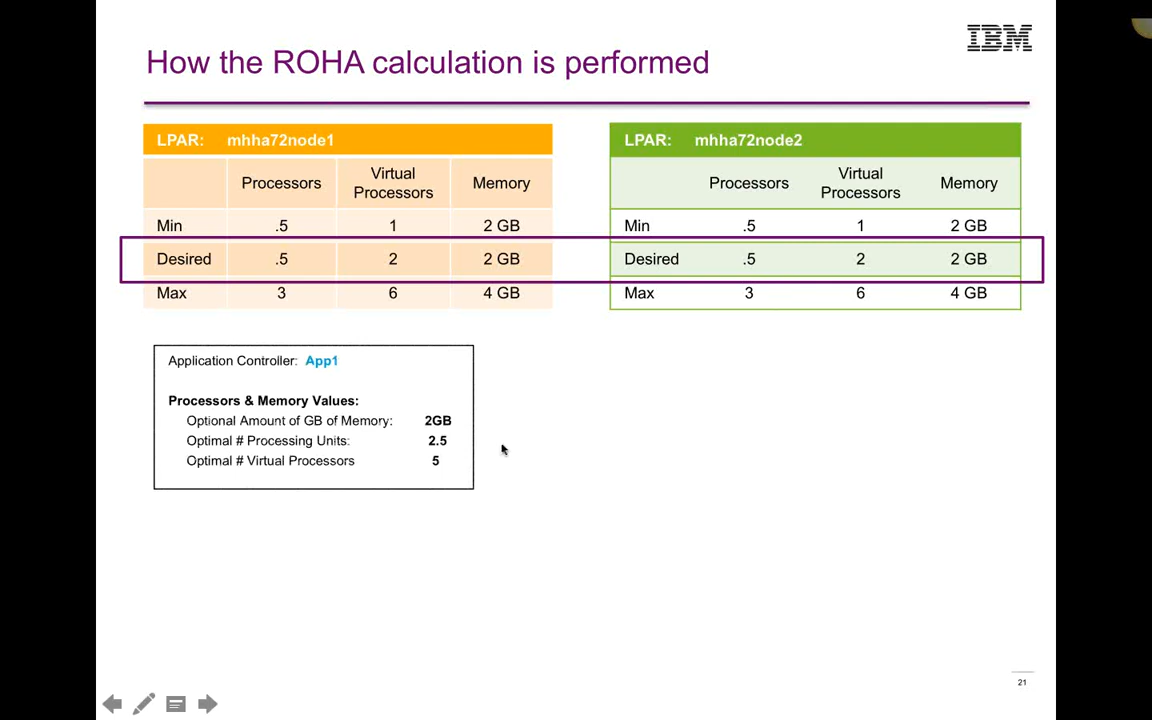 IBM
How the ROHA calculation is performed
LPAR: mhha72node1
Processors Virtual Processors Memory
Min .5 1 2 GB
Desired .5 2 2 GB
Max 3 6 4 GB
LPAR: mhha72node2
Processors Virtual Processors Memory
Min .5 1 2 GB
Desired .5 2 2 GB
Max 3 6 4 GB
Application Controller: App1
Processors & Memory Values:
Optional Amount of GB of Memory: 2GB
Optimal # Processing Units: 2.5
Optimal # Virtual Processors 5
21